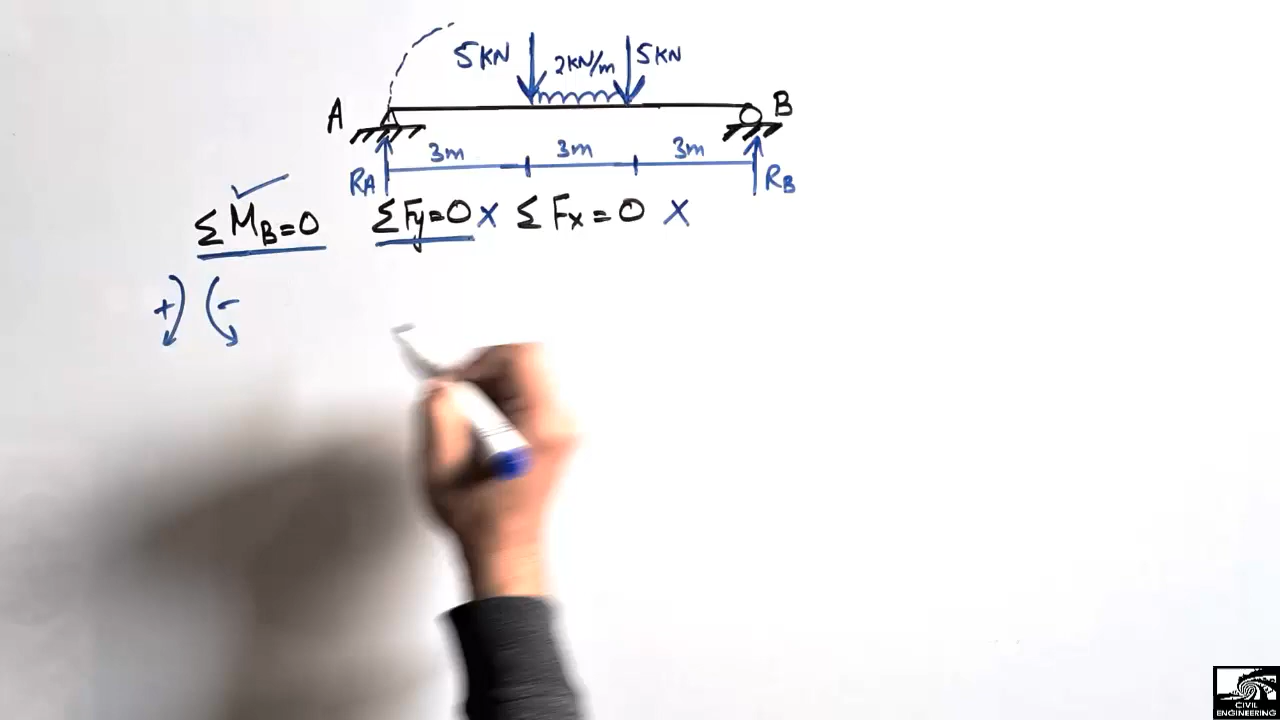 5KN 2KN/m 5KN
A B
3m 3m 3m
RA RB
ΣMB=0 ΣFy=0 x ΣFx=0 x
+ -
CIVIL
ENGINEERING